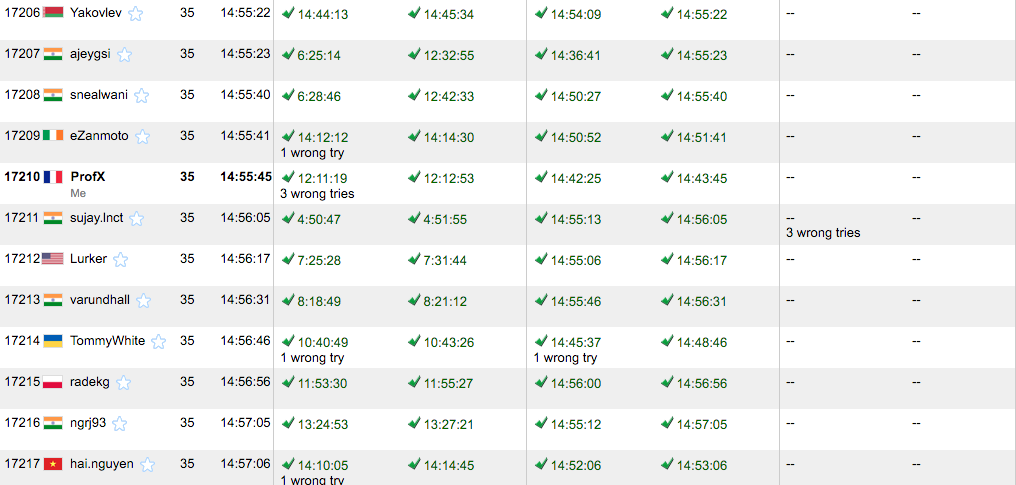 17206 Yakovlev 35 14:55:22 14:44:13 14:45:34 14:54:09 14:55:22 -- --
17207 ajeygsi 35 14:55:23 6:25:14 12:32:55 14:36:41 14:55:23 -- --
17208 snealwani 35 14:55:40 6:28:46 12:42:33 14:50:27 14:55:40 -- --
17209 eZanmoto 35 14:55:41 14:12:12 14:14:30 14:50:52 14:51:41 -- --
1 wrong try
17210 ProfX 35 14:55:45 12:11:19 12:12:53 14:42:25 14:43:45 -- --
Me 3 wrong tries
17211 sujay.lnct 35 14:56:05 4:50:47 4:51:55 14:55:13 14:56:05 -- --
3 wrong tries
17212 Lurker 35 14:56:17 7:25:28 7:31:44 14:55:06 14:56:17 -- --
17213 varundhall 35 14:56:31 8:18:49 8:21:12 14:55:46 14:56:31 -- --
17214 TommyWhite 35 14:56:46 10:40:49 10:43:26 14:45:37 14:48:46 -- --
1 wrong try 1 wrong try
17215 radekg 35 14:56:56 11:53:30 11:55:27 14:56:00 14:56:56 -- --
17216 ngrj93 35 14:57:05 13:24:53 13:27:21 14:55:12 14:57:05 -- --
17217 hai.nguyen 35 14:57:06 14:10:05 14:14:45 14:52:06 14:53:06 -- --
1 wrong try